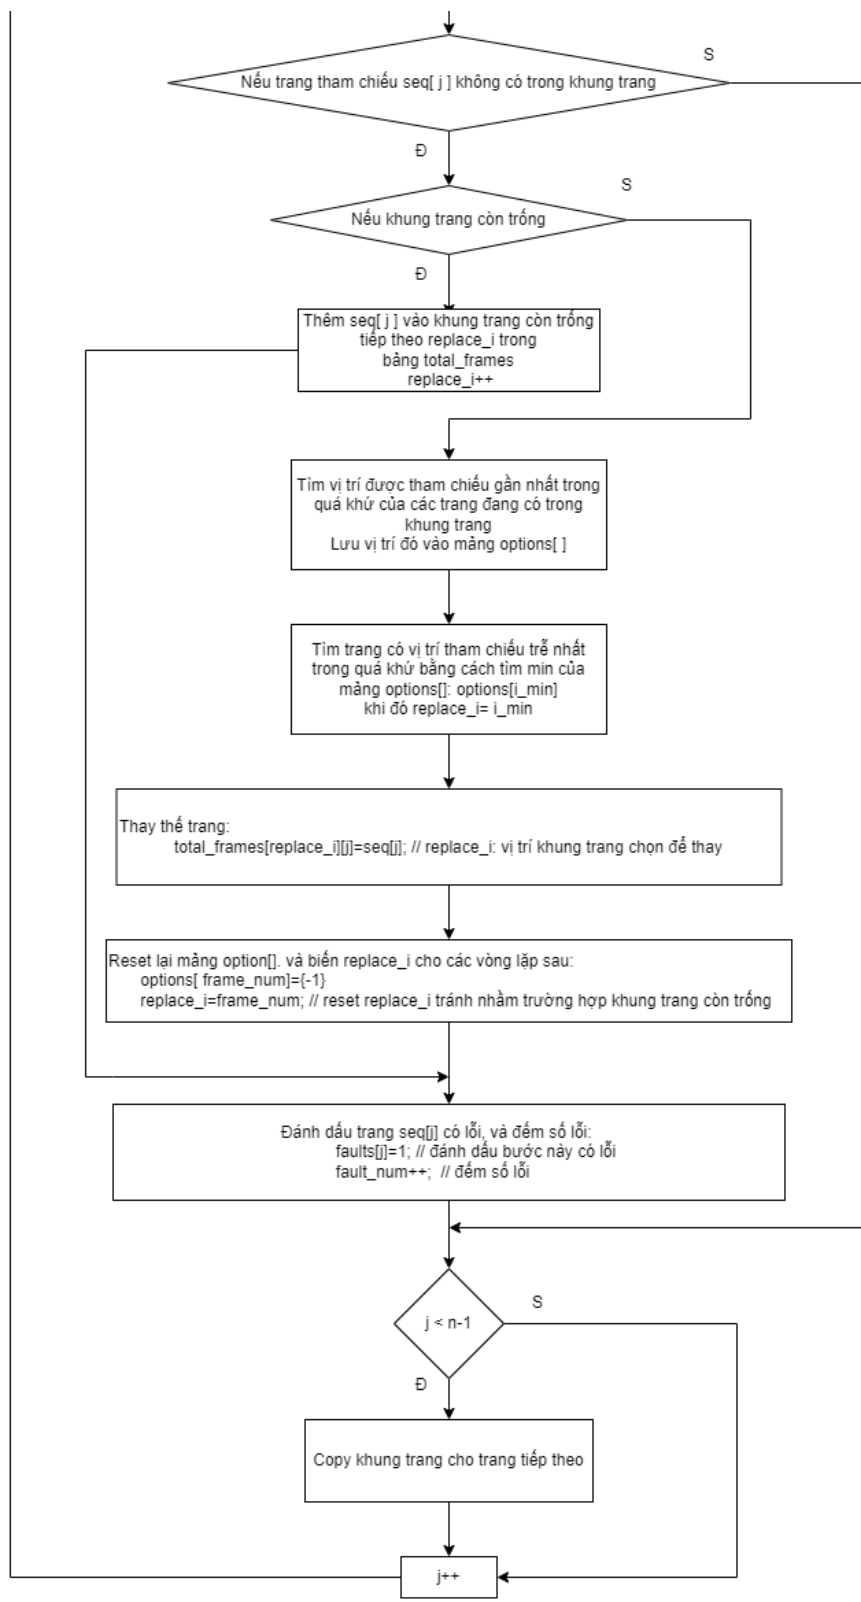 S
Nếu trang tham chiếu seq[ j ] không có trong khung trang
Đ
S
Nếu khung trang còn trống
Đ
Thêm seq[ j ] vào khung trang còn trống
tiếp theo replace_i trong
bảng total_frames
replace_i++
Tìm vị trí được tham chiếu gần nhất trong
quá khứ của các trang đang có trong
khung trang
Lưu vị trí đó vào mảng options[ ]
Tìm trang có vị trí tham chiếu trễ nhất
trong quá khứ bằng cách tìm min của
mảng options[]: options[i_min]
khi đó replace_i= i_min
Thay thế trang:
total_frames[replace_i][j]=seq[j]; // replace_i: vị trí khung trang chọn để thay
Reset lại mảng option[]. và biến replace_i cho các vòng lặp sau:
options[ frame_num]={-1}
replace_i=frame_num; // reset replace_i tránh nhầm trường hợp khung trang còn trống
Đánh dấu trang seq[j] có lỗi, và đếm số lỗi:
faults[j]=1; // đánh dấu bước này có lỗi
fault_num++;  // đếm số lỗi
S
j < n-1
Đ
Copy khung trang cho trang tiếp theo
j++